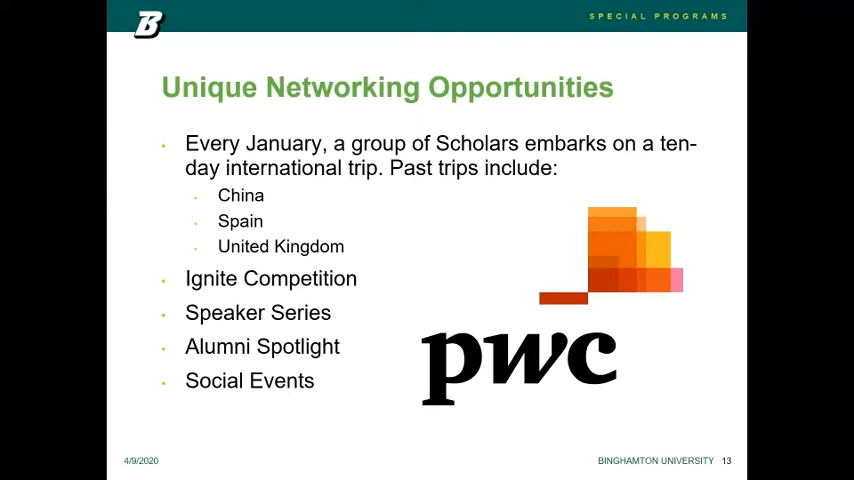 B
SPECIAL PROGRAMS
Unique Networking Opportunities
Every January, a group of Scholars embarks on a ten-
day international trip. Past trips include:
China
Spain
United Kingdom
Ignite Competition
Speaker Series
Alumni Spotlight
Social Events
pwc
4/9/2020
BINGHAMTON UNIVERSITY 13